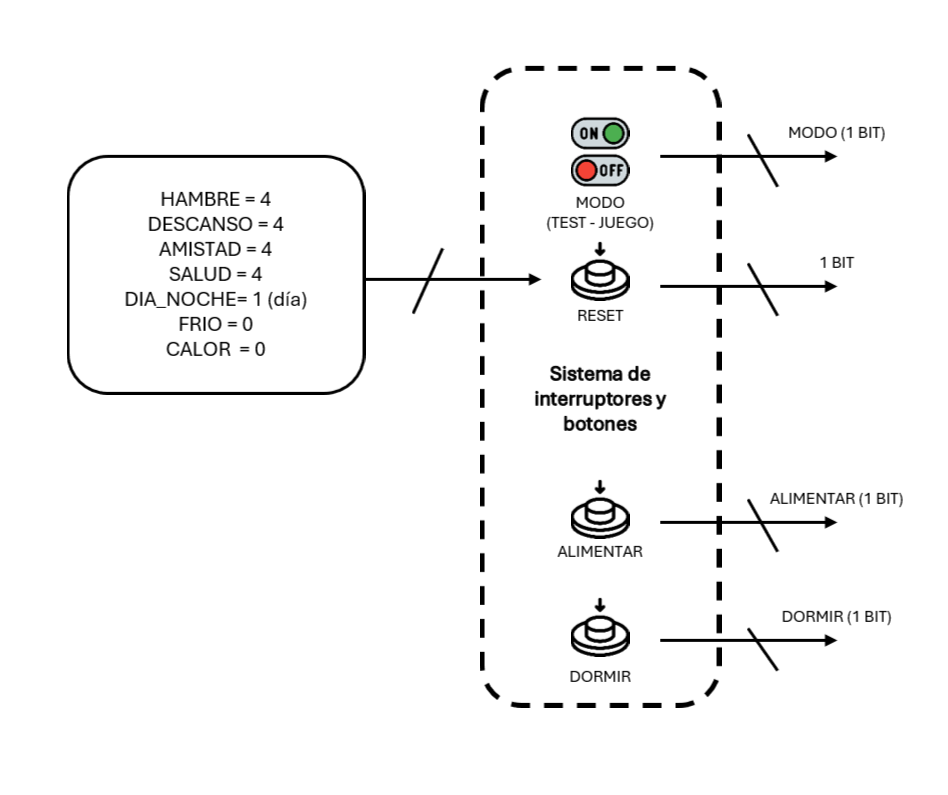 HAMBRE = 4
DESCANSO = 4
AMISTAD = 4
SALUD = 4
DIA_NOCHE= 1 (día)
FRIO = 0
CALOR  = 0
ON
OFF
MODO
(TEST - JUEGO)
MODO (1 BIT)
RESET
1 BIT
Sistema de
interruptores y
botones
ALIMENTAR
ALIMENTAR (1 BIT)
DORMIR
DORMIR (1 BIT)